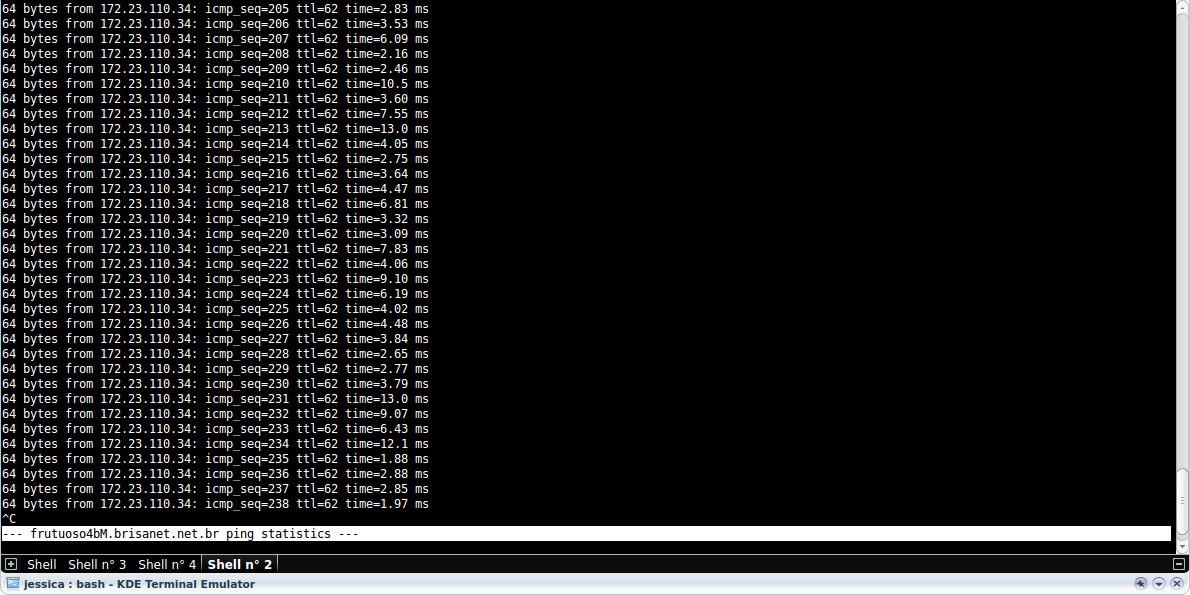 64 bytes from 172.23.110.34: icmp_seq=205 ttl=62 time=2.83 ms
64 bytes from 172.23.110.34: icmp_seq=206 ttl=62 time=3.53 ms
64 bytes from 172.23.110.34: icmp_seq=207 ttl=62 time=6.09 ms
64 bytes from 172.23.110.34: icmp_seq=208 ttl=62 time=2.16 ms
64 bytes from 172.23.110.34: icmp_seq=209 ttl=62 time=2.46 ms
64 bytes from 172.23.110.34: icmp_seq=210 ttl=62 time=10.5 ms
64 bytes from 172.23.110.34: icmp_seq=211 ttl=62 time=3.60 ms
64 bytes from 172.23.110.34: icmp_seq=212 ttl=62 time=7.55 ms
64 bytes from 172.23.110.34: icmp_seq=213 ttl=62 time=13.0 ms
64 bytes from 172.23.110.34: icmp_seq=214 ttl=62 time=4.05 ms
64 bytes from 172.23.110.34: icmp_seq=215 ttl=62 time=2.75 ms
64 bytes from 172.23.110.34: icmp_seq=216 ttl=62 time=3.64 ms
64 bytes from 172.23.110.34: icmp_seq=217 ttl=62 time=4.47 ms
64 bytes from 172.23.110.34: icmp_seq=218 ttl=62 time=6.81 ms
64 bytes from 172.23.110.34: icmp_seq=219 ttl=62 time=3.32 ms
64 bytes from 172.23.110.34: icmp_seq=220 ttl=62 time=3.09 ms
64 bytes from 172.23.110.34: icmp_seq=221 ttl=62 time=7.83 ms
64 bytes from 172.23.110.34: icmp_seq=222 ttl=62 time=4.06 ms
64 bytes from 172.23.110.34: icmp_seq=223 ttl=62 time=9.10 ms
64 bytes from 172.23.110.34: icmp_seq=224 ttl=62 time=6.19 ms
64 bytes from 172.23.110.34: icmp_seq=225 ttl=62 time=4.02 ms
64 bytes from 172.23.110.34: icmp_seq=226 ttl=62 time=4.48 ms
64 bytes from 172.23.110.34: icmp_seq=227 ttl=62 time=3.84 ms
64 bytes from 172.23.110.34: icmp_seq=228 ttl=62 time=2.65 ms
64 bytes from 172.23.110.34: icmp_seq=229 ttl=62 time=2.77 ms
64 bytes from 172.23.110.34: icmp_seq=230 ttl=62 time=3.79 ms
64 bytes from 172.23.110.34: icmp_seq=231 ttl=62 time=13.0 ms
64 bytes from 172.23.110.34: icmp_seq=232 ttl=62 time=9.07 ms
64 bytes from 172.23.110.34: icmp_seq=233 ttl=62 time=6.43 ms
64 bytes from 172.23.110.34: icmp_seq=234 ttl=62 time=12.1 ms
64 bytes from 172.23.110.34: icmp_seq=235 ttl=62 time=1.88 ms
64 bytes from 172.23.110.34: icmp_seq=236 ttl=62 time=2.88 ms
64 bytes from 172.23.110.34: icmp_seq=237 ttl=62 time=2.85 ms
64 bytes from 172.23.110.34: icmp_seq=238 ttl=62 time=1.97 ms
^C
--- frutuoso4bM.brisanet.net.br ping statistics ---
Shell Shell n° 3 Shell n° 4 Shell n° 2
jessica : bash - KDE Terminal Emulator